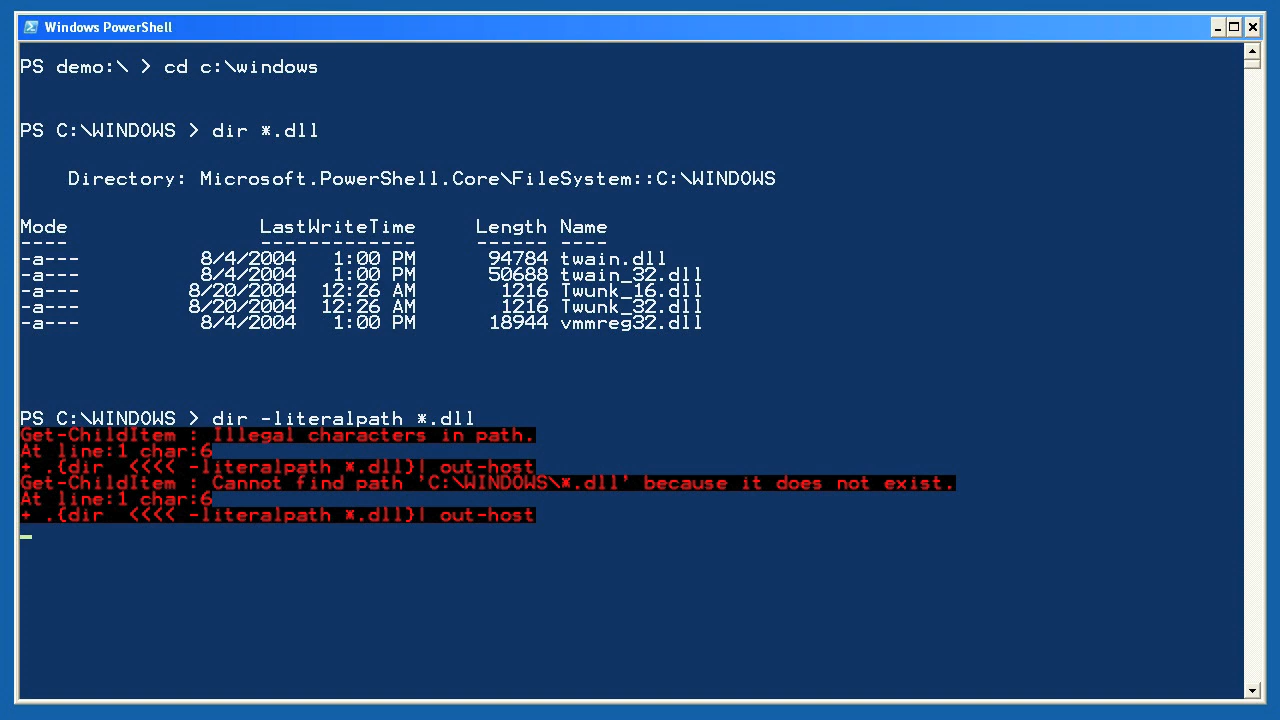 Windows PowerShell
PS demo:\ > cd c:\windows
PS C:\WINDOWS > dir *.dll
Directory: Microsoft.PowerShell.Core\FileSystem::C:\WINDOWS
Mode LastWriteTime Length Name
---- ------------- ------ ----
-a--- 8/4/2004 1:00 PM 94784 twain.dll
-a--- 8/4/2004 1:00 PM 50688 twain_32.dll
-a--- 8/20/2004 12:26 AM 1216 Twunk_16.dll
-a--- 8/20/2004 12:26 AM 1216 Twunk_32.dll
-a--- 8/4/2004 1:00 PM 18944 vmmreg32.dll
PS C:\WINDOWS > dir -literalpath *.dll
Get-ChildItem : Illegal characters in path.
At line:1 char:6
+ .{dir <<<< -literalpath *.dll}| out-host
Get-ChildItem : Cannot find path 'C:\WINDOWS\*.dll' because it does not exist.
At line:1 char:6
+ .{dir <<<< -literalpath *.dll}| out-host